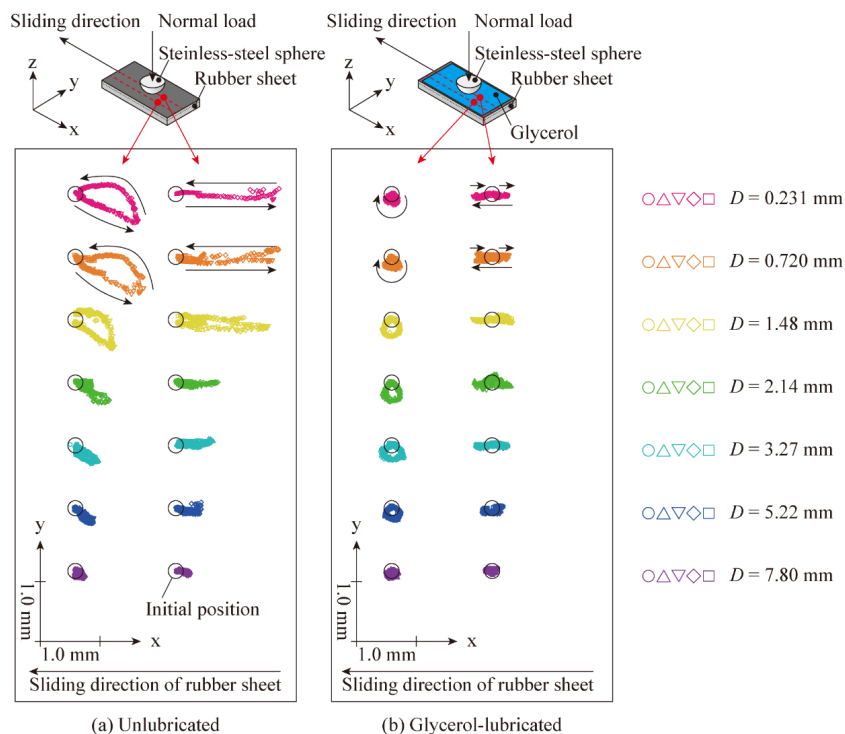 Sliding direction
Normal load
Steinless-steel sphere
Rubber sheet
z
y
x
Sliding direction
Normal load
Steinless-steel sphere
Rubber sheet
Glycerol
z
y
x
D = 0.231 mm
D = 0.720 mm
D = 1.48 mm
D = 2.14 mm
D = 3.27 mm
D = 5.22 mm
D = 7.80 mm
y
1.0 mm
Initial position
x
1.0 mm
Sliding direction of rubber sheet
y
1.0 mm
x
1.0 mm
Sliding direction of rubber sheet
(a) Unlubricated
(b) Glycerol-lubricated